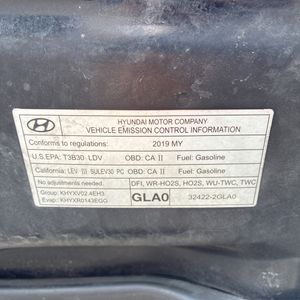 HYUNDAI MOTOR COMPANY
VEHICLE EMISSION CONTROL INFORMATION
Conforms to regulations: 2019 MY
U.S.EPA: T3B30 LDV OBD: CA II Fuel: Gasoline
California: LEV III SULEV30 PC OBD: CA II Fuel: Gasoline
No adjustments needed. DFI, WR-HO2S, HO2S, WU-TWC, TWC
Group: KHYXV02.4EH3 GLA0 32422-2GLA0
Evap: KHYXR0143EGG